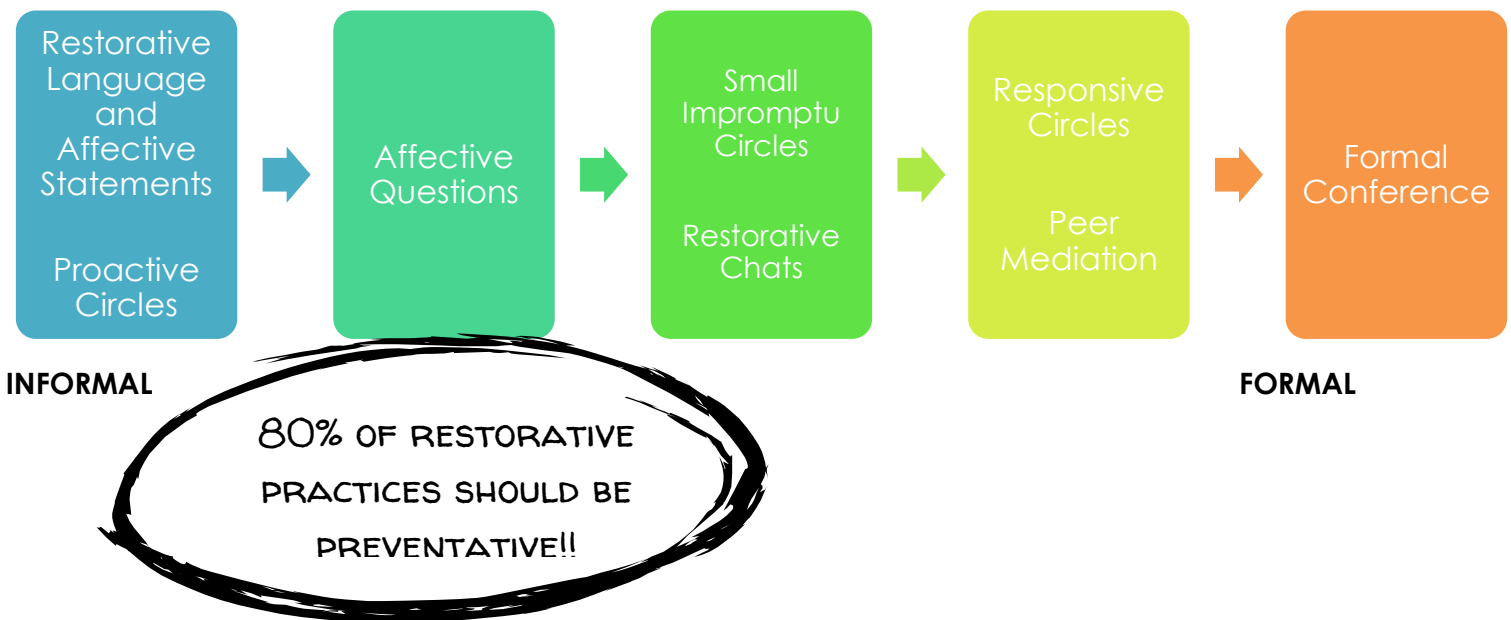 Restorative
Language
and
Affective
Statements
Proactive
Circles
Affective
Questions
Small
Impromptu
Circles
Restorative
Chats
Responsive
Circles
Peer
Mediation
Formal
Conference
INFORMAL
FORMAL
80% OF RESTORATIVE
PRACTICES SHOULD BE
PREVENTATIVE!!